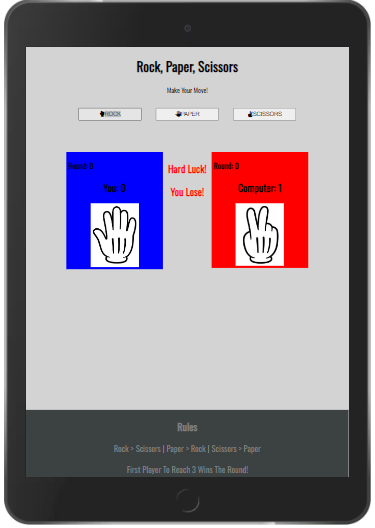 Rock, Paper, Scissors
Make Your Move!
ROCK PAPER SCISSORS
Round: 0 Hard Luck! Round: 0
You: 0 You Lose! Computer: 1
Rules
Rock > Scissors | Paper > Rock | Scissors > Paper
First Player To Reach 3 Wins The Round!